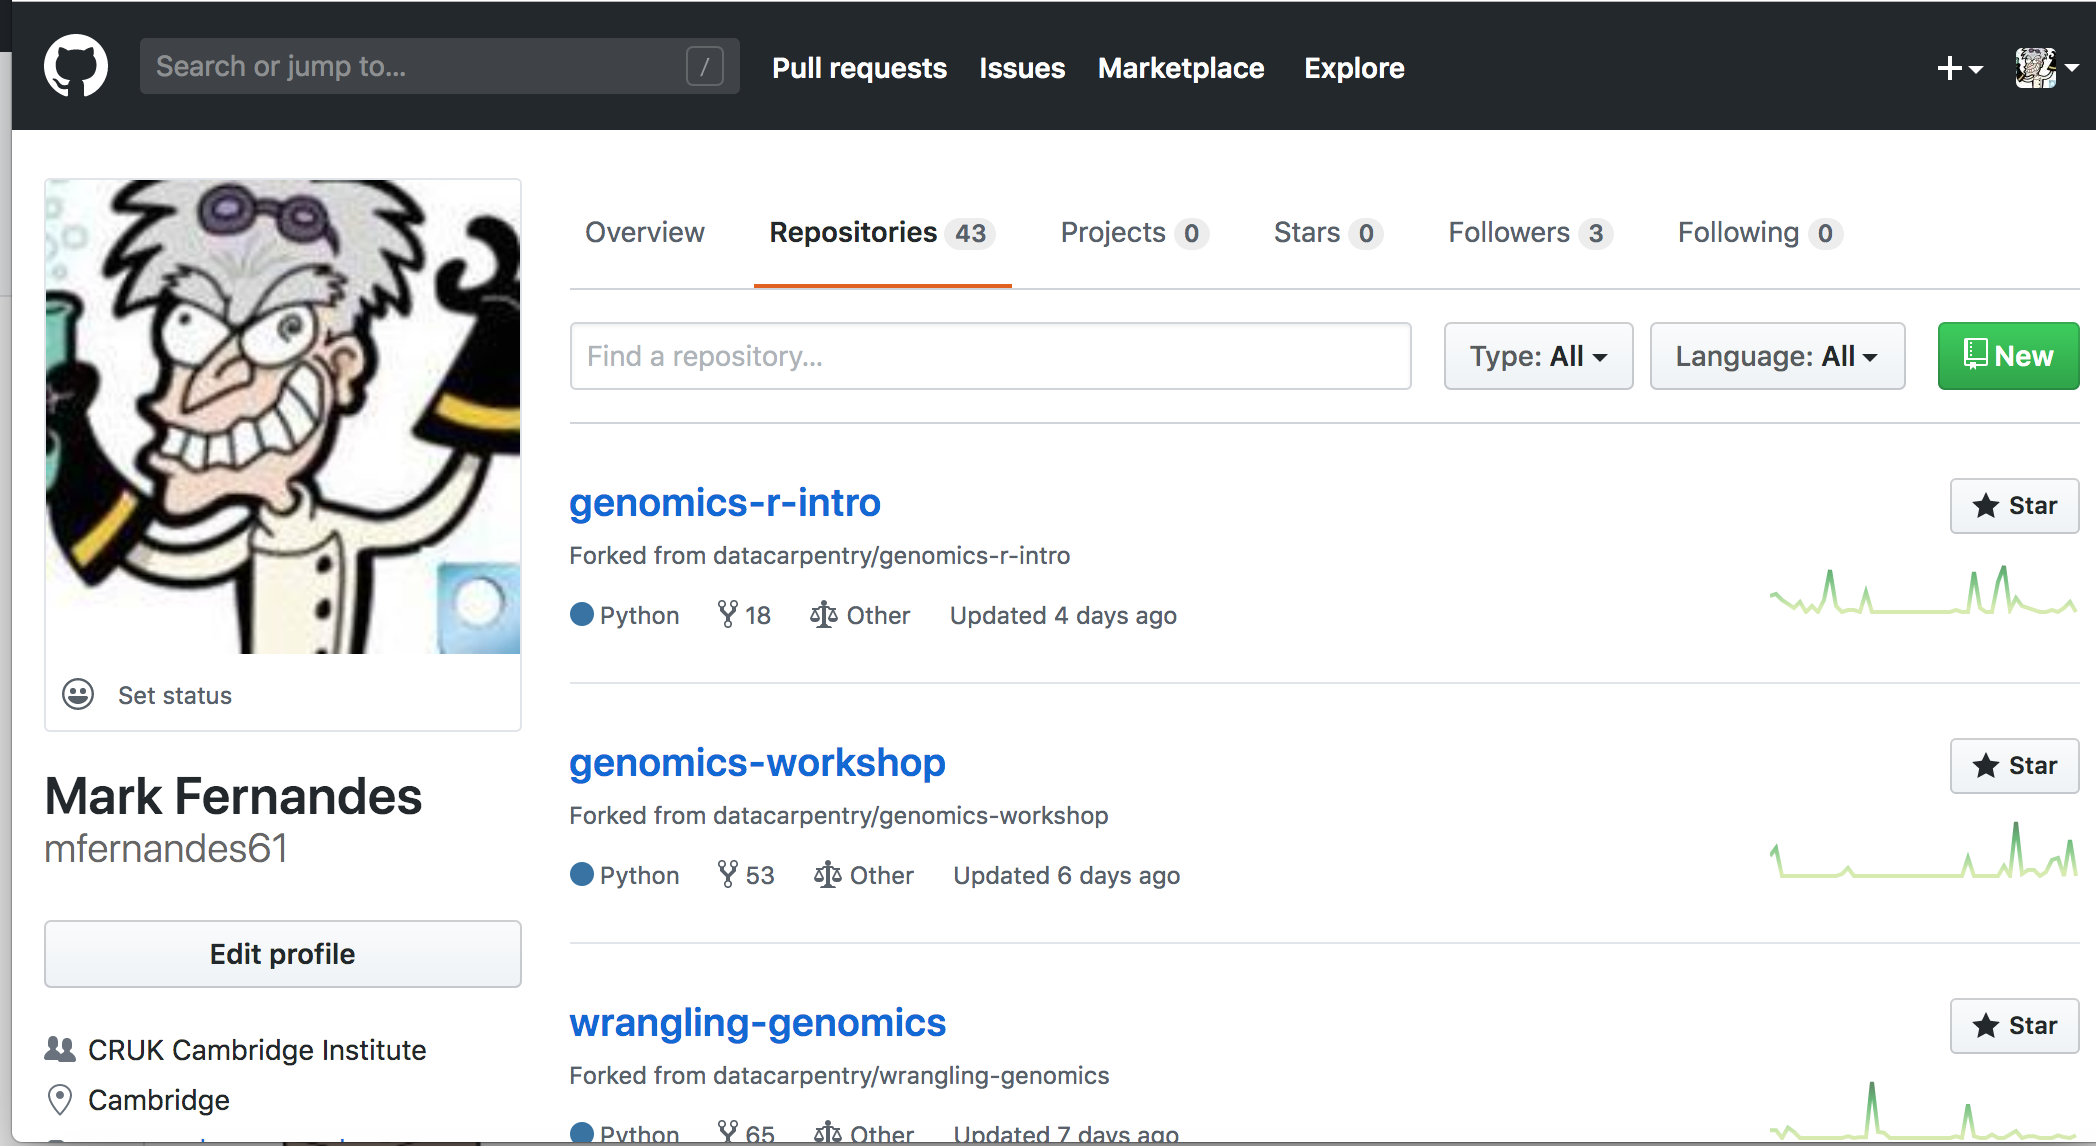 Search or jump to... / Pull requests Issues Marketplace Explore
Overview Repositories 43 Projects 0 Stars 0 Followers 3 Following 0
Find a repository... Type: All Language: All New
genomics-r-intro Star
Forked from datacarpentry/genomics-r-intro
Python 18 Other Updated 4 days ago
genomics-workshop Star
Forked from datacarpentry/genomics-workshop
Python 53 Other Updated 6 days ago
wrangling-genomics Star
Forked from datacarpentry/wrangling-genomics
Python 65 Other Updated 7 days ago
Set status
Mark Fernandes
mfernandes61
Edit profile
CRUK Cambridge Institute
Cambridge